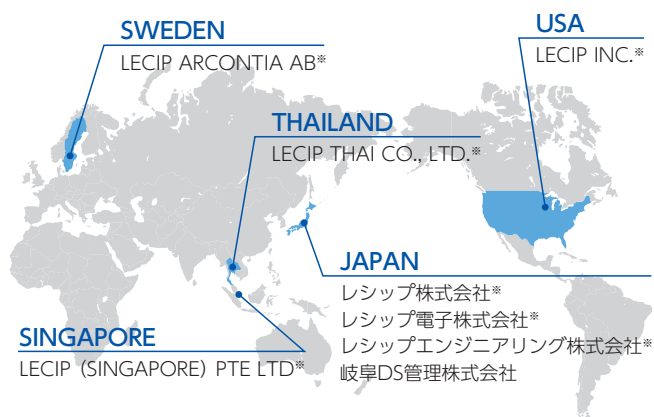 SWEDEN
LECIP ARCONTIA AB※
USA
LECIP INC.※
THAILAND
LECIP THAI CO., LTD.※
JAPAN
レシップ株式会社※
レシップ電子株式会社※
レシップエンジニアリング株式会社※
岐阜DS管理株式会社
SINGAPORE
LECIP (SINGAPORE) PTE LTD※